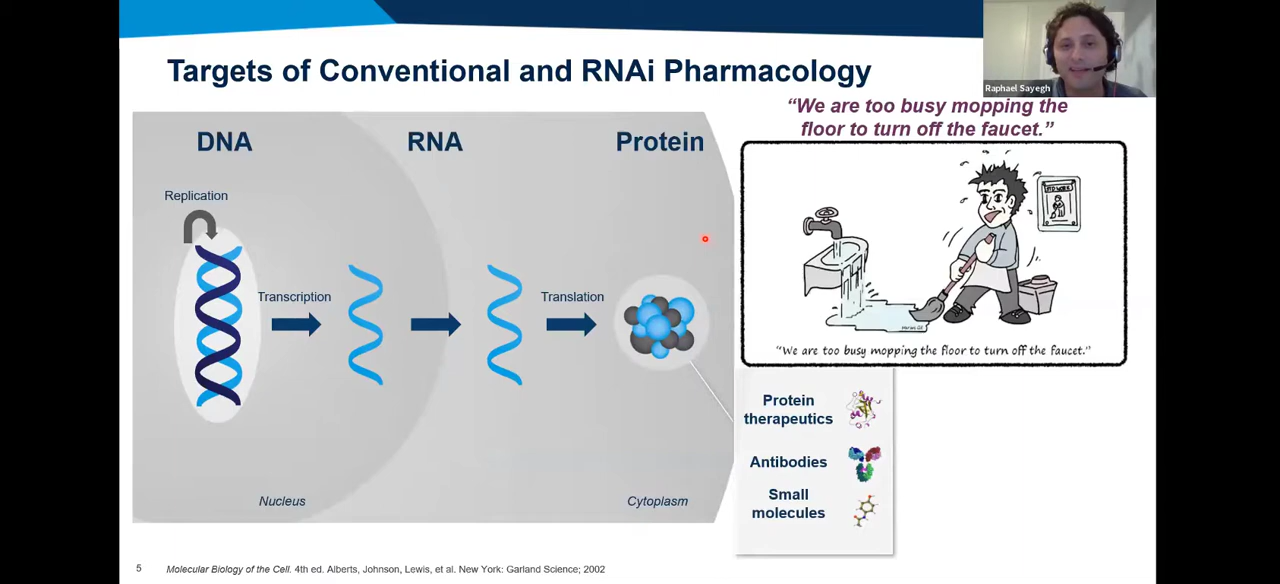 Targets of Conventional and RNAi Pharmacology
Raphael Sayegh
“We are too busy mopping the
floor to turn off the faucet.”
DNA
RNA
Protein
Replication
Transcription
Translation
Nucleus
Cytoplasm
“We are too busy mopping the floor to turn off the faucet.”
Protein
therapeutics
Antibodies
Small
molecules
5
Molecular Biology of the Cell. 4th ed. Alberts, Johnson, Lewis, et al. New York: Garland Science; 2002